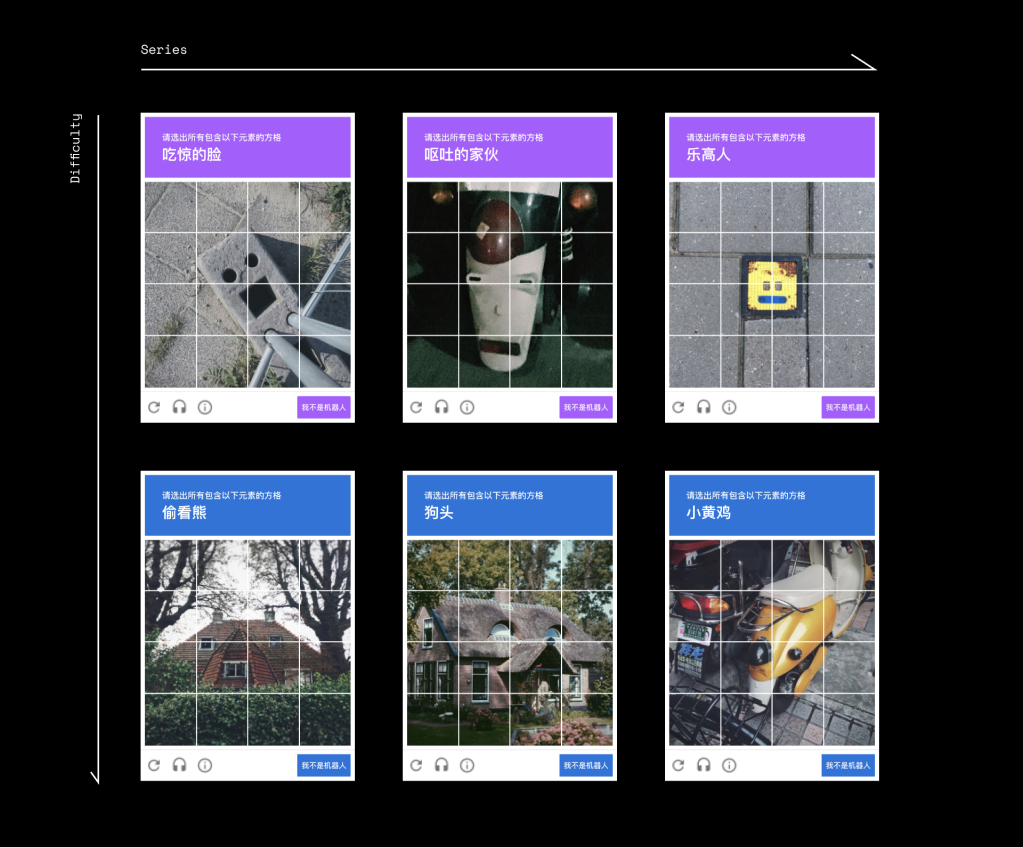 Series
Difficulty
请选出所有包含以下元素的方格
吃惊的脸
我不是机器人
请选出所有包含以下元素的方格
呕吐的家伙
我不是机器人
请选出所有包含以下元素的方格
乐高人
我不是机器人
请选出所有包含以下元素的方格
偷看熊
我不是机器人
请选出所有包含以下元素的方格
狗头
我不是机器人
请选出所有包含以下元素的方格
小黄鸡
我不是机器人